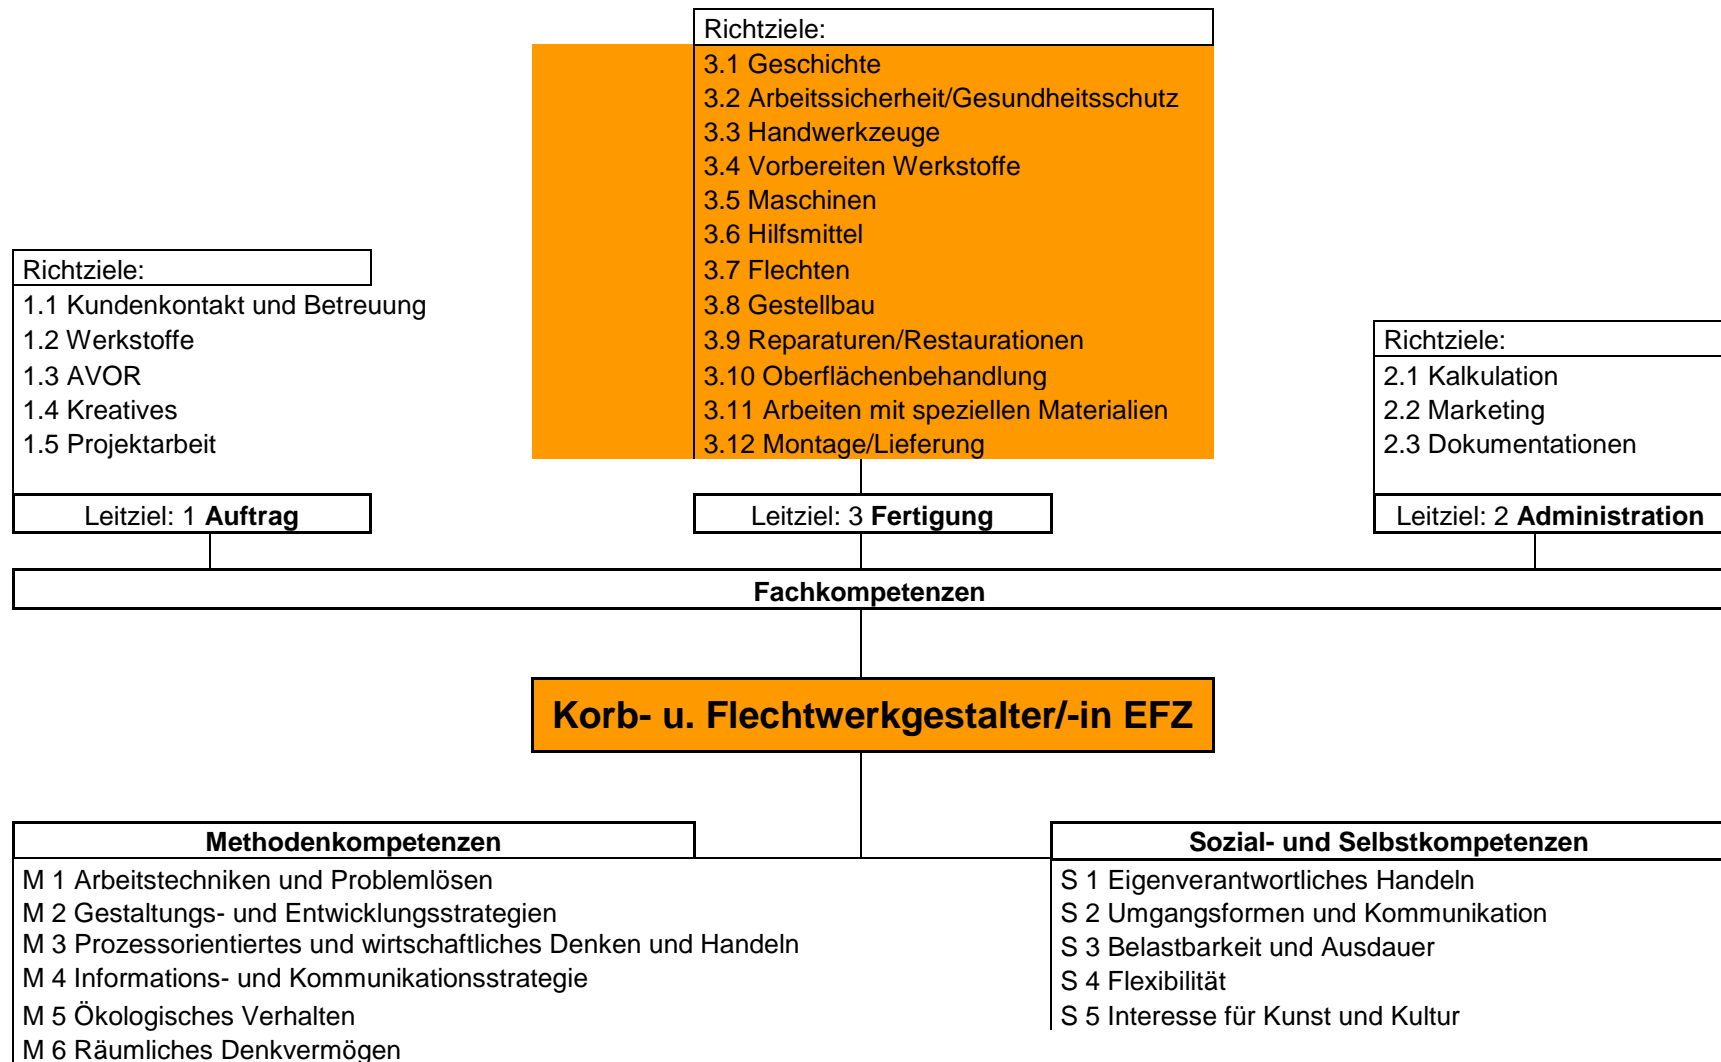 Richtziele:
3.1 Geschichte
3.2 Arbeitssicherheit/Gesundheitsschutz
3.3 Handwerkzeuge
3.4 Vorbereiten Werkstoffe
3.5 Maschinen
3.6 Hilfsmittel
3.7 Flechten
3.8 Gestellbau
3.9 Reparaturen/Restaurationen
3.10 Oberflächenbehandlung
3.11 Arbeiten mit speziellen Materialien
3.12 Montage/Lieferung
Richtziele:
1.1 Kundenkontakt und Betreuung
1.2 Werkstoffe
1.3 AVOR
1.4 Kreatives
1.5 Projektarbeit
Richtziele:
2.1 Kalkulation
2.2 Marketing
2.3 Dokumentationen
Leitziel: 1 Auftrag
Leitziel: 3 Fertigung
Leitziel: 2 Administration
Fachkompetenzen
Korb- u. Flechtwerkgestalter/-in EFZ
Methodenkompetenzen
M 1 Arbeitstechniken und Problemlösen
M 2 Gestaltungs- und Entwicklungsstrategien
M 3 Prozessorientiertes und wirtschaftliches Denken und Handeln
M 4 Informations- und Kommunikationsstrategie
M 5 Ökologisches Verhalten
M 6 Räumliches Denkvermögen
Sozial- und Selbstkompetenzen
S 1 Eigenverantwortliches Handeln
S 2 Umgangsformen und Kommunikation
S 3 Belastbarkeit und Ausdauer
S 4 Flexibilität
S 5 Interesse für Kunst und Kultur